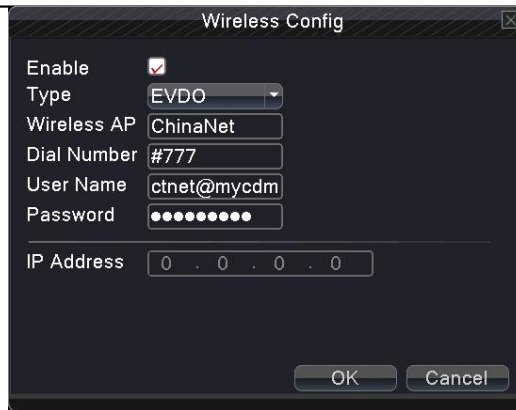 Wireless Config
Enable
Type EVDO
Wireless AP ChinaNet
Dial Number #777
User Name ctnet@mycdm
Password ●●●●●●●●●
IP Address 0 . 0 . 0 . 0
OK Cancel